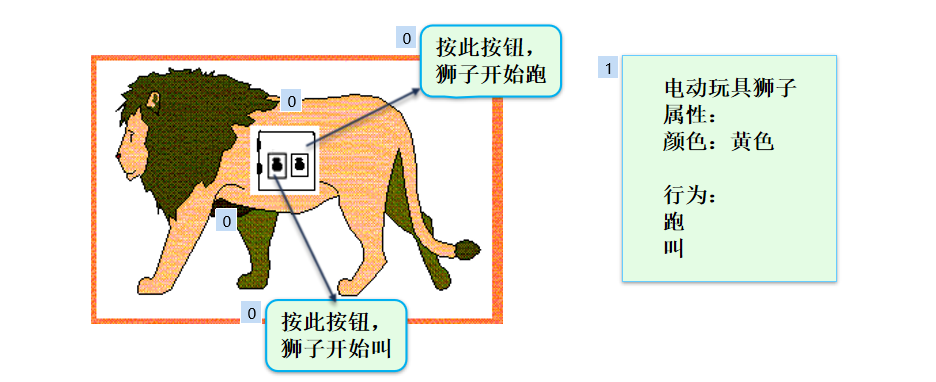 0
按此按钮，
狮子开始跑
0
0
0
按此按钮，
狮子开始叫
1
电动玩具狮子
属性：
颜色：黄色
行为：
跑
叫